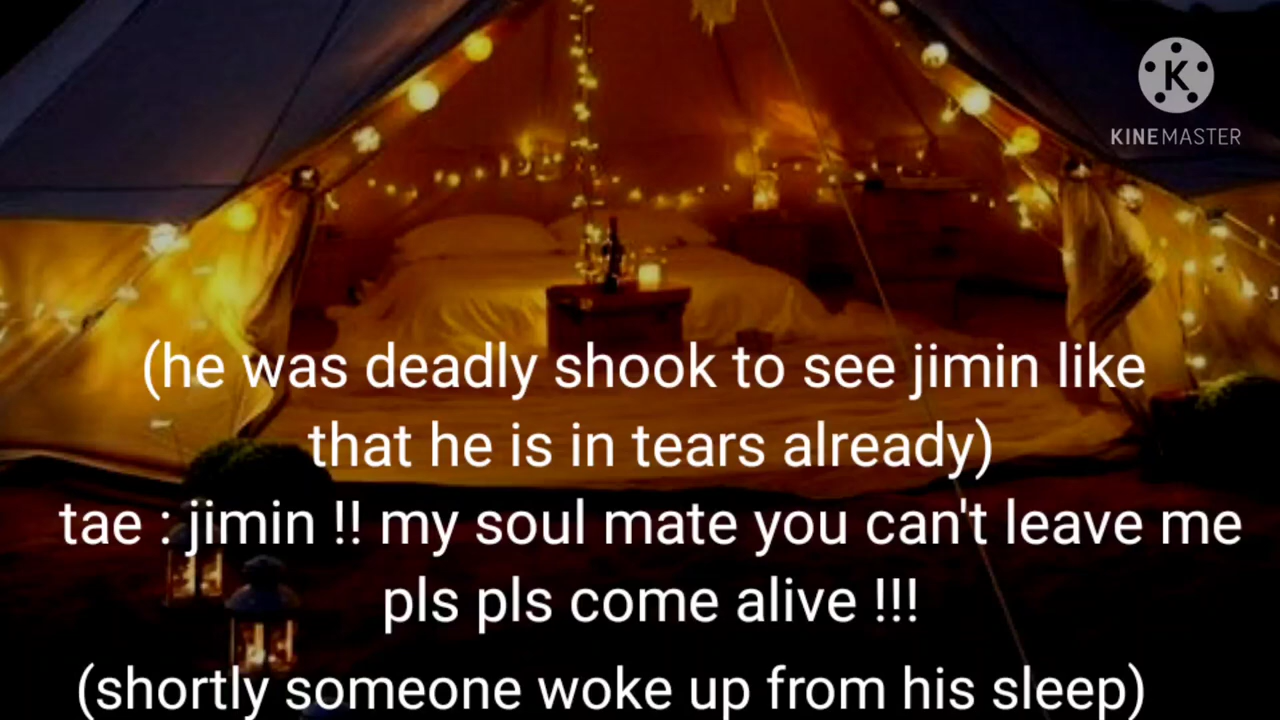 KINEMASTER
(he was deadly shook to see jimin like
that he is in tears already)
tae : jimin !! my soul mate you can't leave me
pls pls come alive !!!
(shortly someone woke up from his sleep)